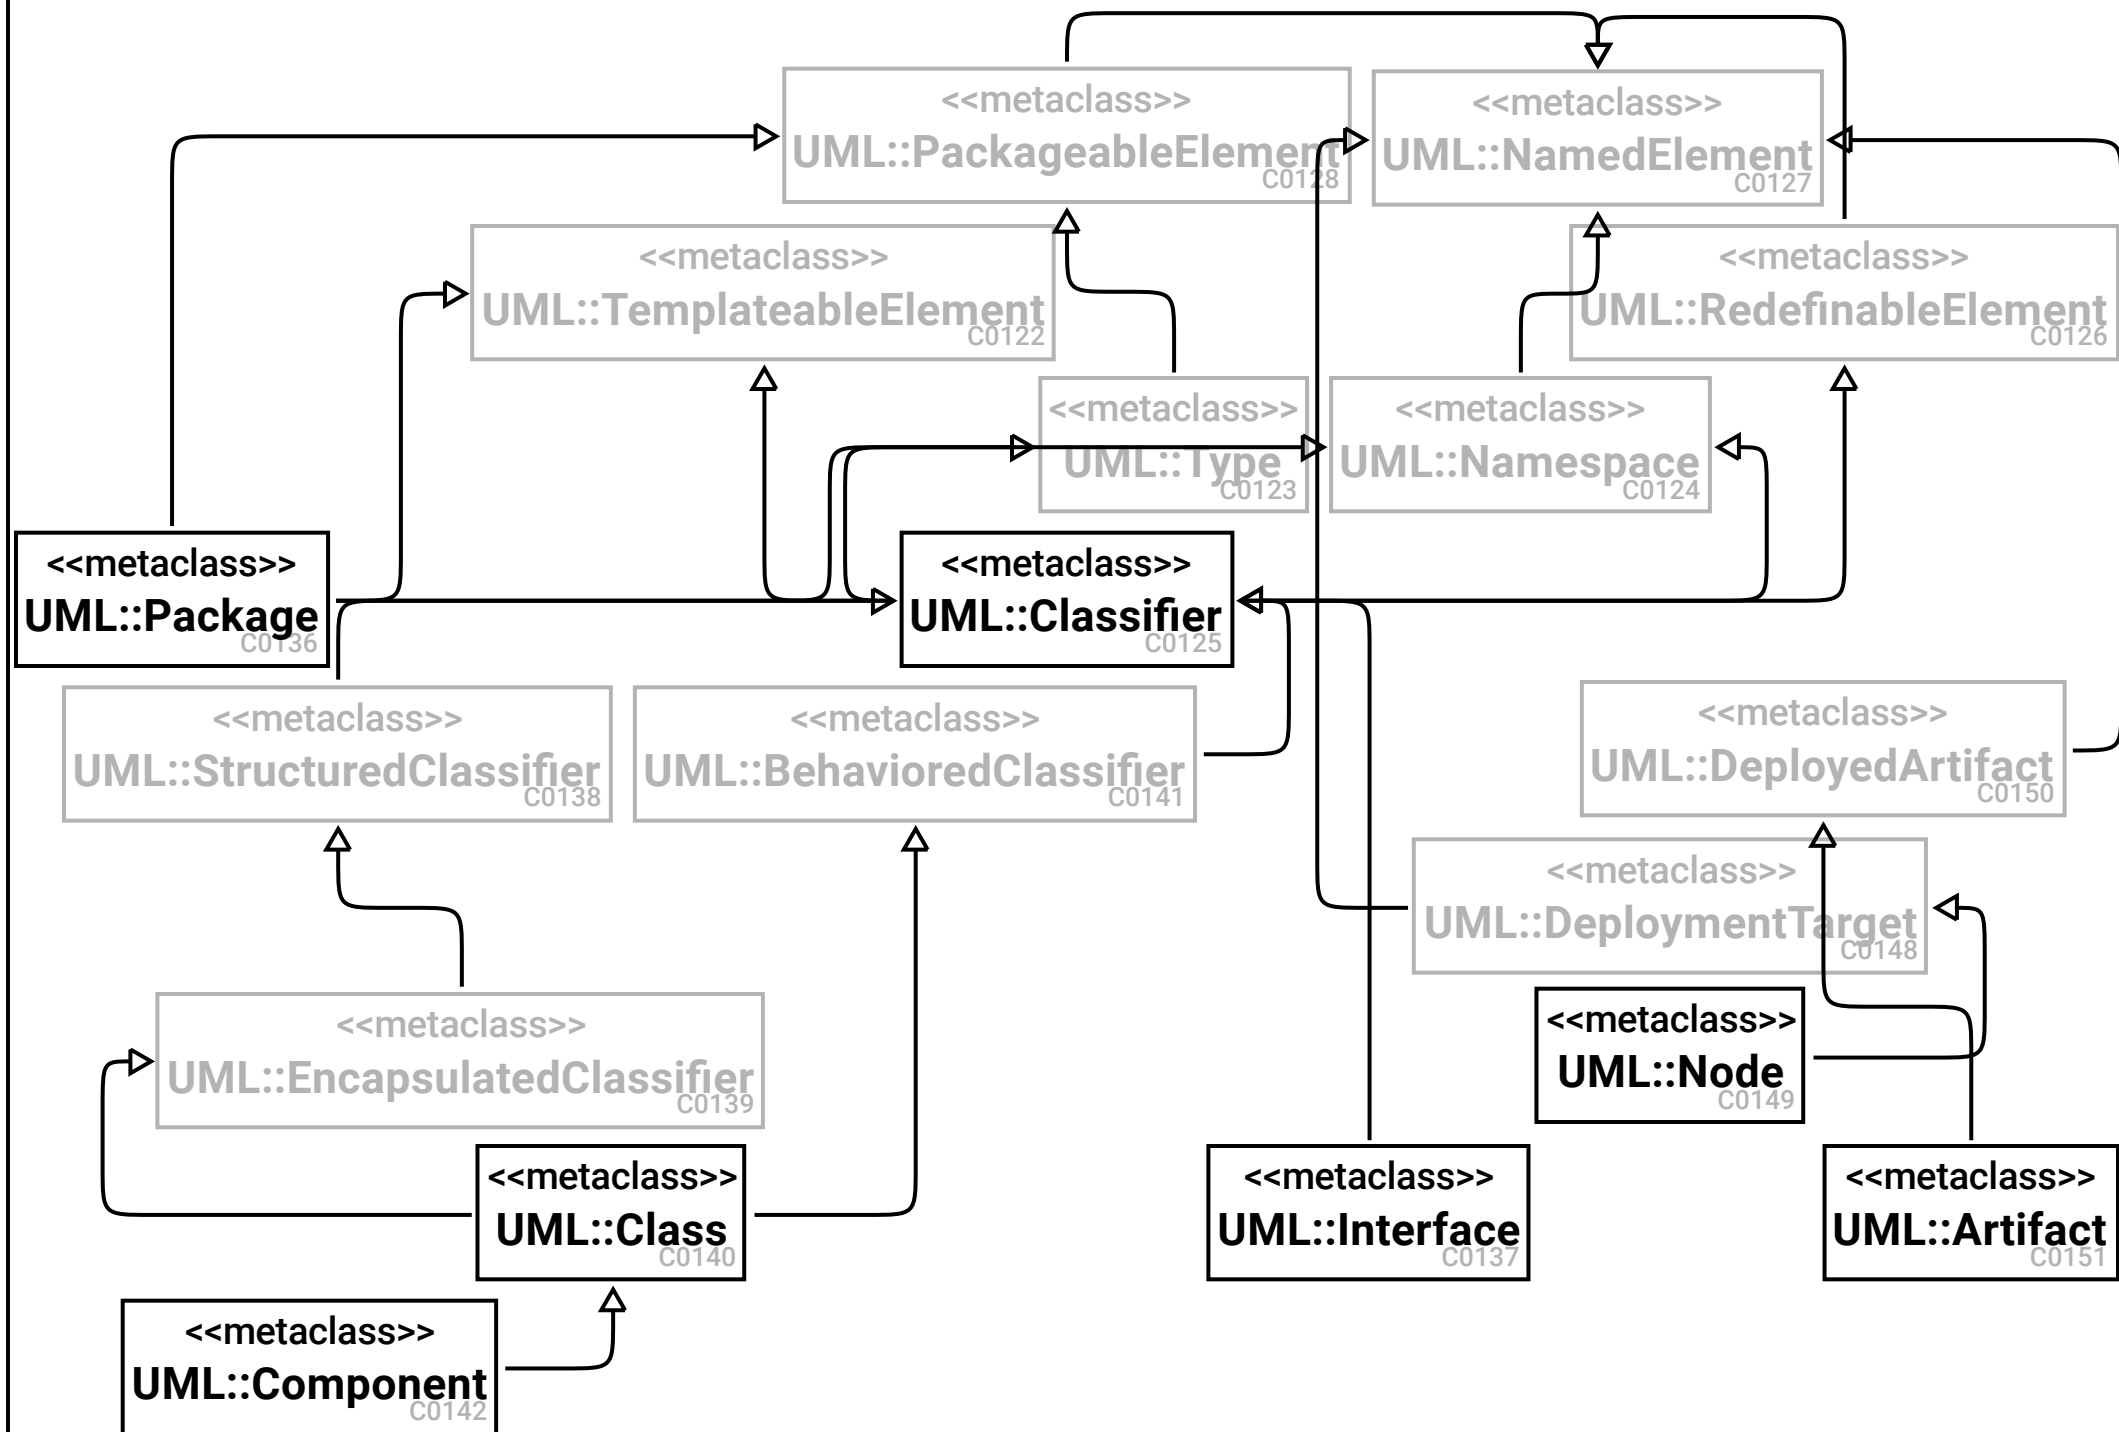 <<metaclass>>
UML::PackageableElement
C0128
<<metaclass>>
UML::NamedElement
C0127
<<metaclass>>
UML::TemplateableElement
C0122
<<metaclass>>
UML::RedefinableElement
C0126
<<metaclass>>
UML::Type
C0123
<<metaclass>>
UML::Namespace
C0124
<<metaclass>>
UML::Package
C0136
<<metaclass>>
UML::Classifier
C0125
<<metaclass>>
UML::StructuredClassifier
C0138
<<metaclass>>
UML::BehavioredClassifier
C0141
<<metaclass>>
UML::DeployedArtifact
C0150
<<metaclass>>
UML::DeploymentTarget
C0148
<<metaclass>>
UML::EncapsulatedClassifier
C0139
<<metaclass>>
UML::Node
C0149
<<metaclass>>
UML::Class
C0140
<<metaclass>>
UML::Interface
C0137
<<metaclass>>
UML::Artifact
C0151
<<metaclass>>
UML::Component
C0142